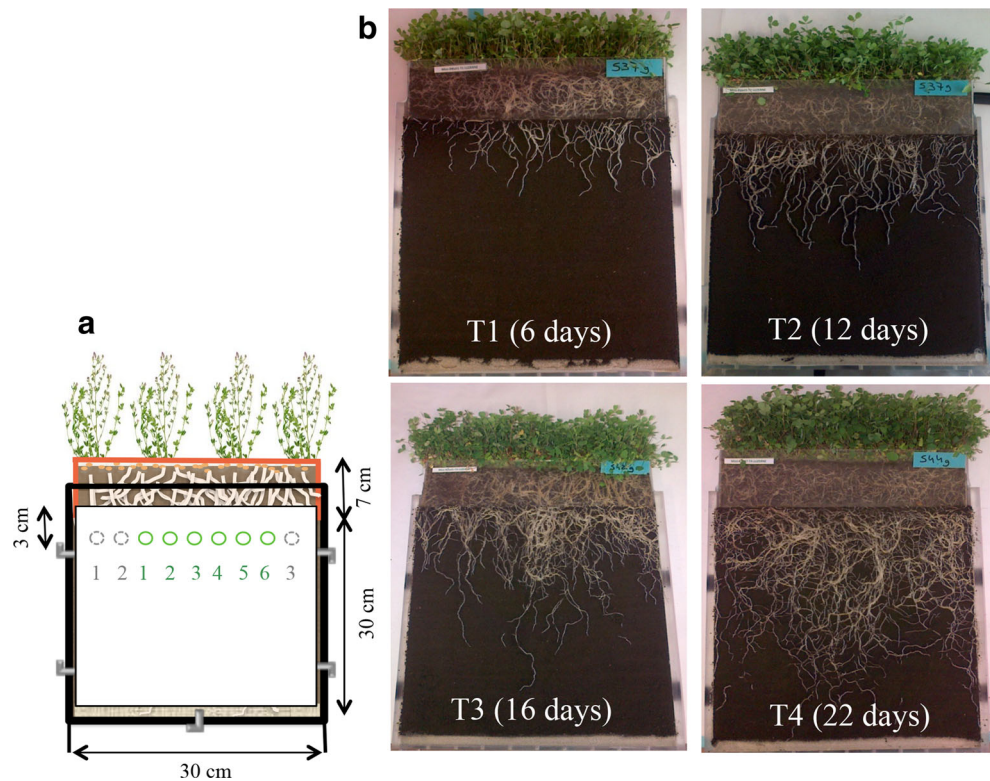 a
7 cm
3 cm
1 2 1 2 3 4 5 6 3
30 cm
30 cm
b
537g
T1 (6 days)
537g
T2 (12 days)
T3 (16 days)
544g
T4 (22 days)